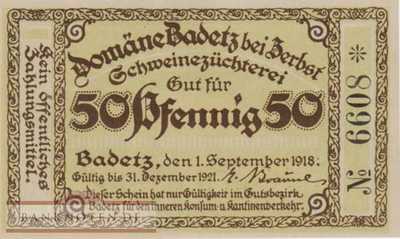 Kein öffentliches
Zahlungsmittel.
Domäne Badetz bei Zerbst
Schweinezüchterei
Gut für
50 Pfennig 50
Badetz, den 1. September 1918.
Gültig bis 31. Dezember 1921.
Dieser Schein hat nur Gültigkeit im Gutsbezirk
Badetz für den inneren Konsum- u. Kantinenverkehr.
№ 6608 *
BANKNOTEN.DE